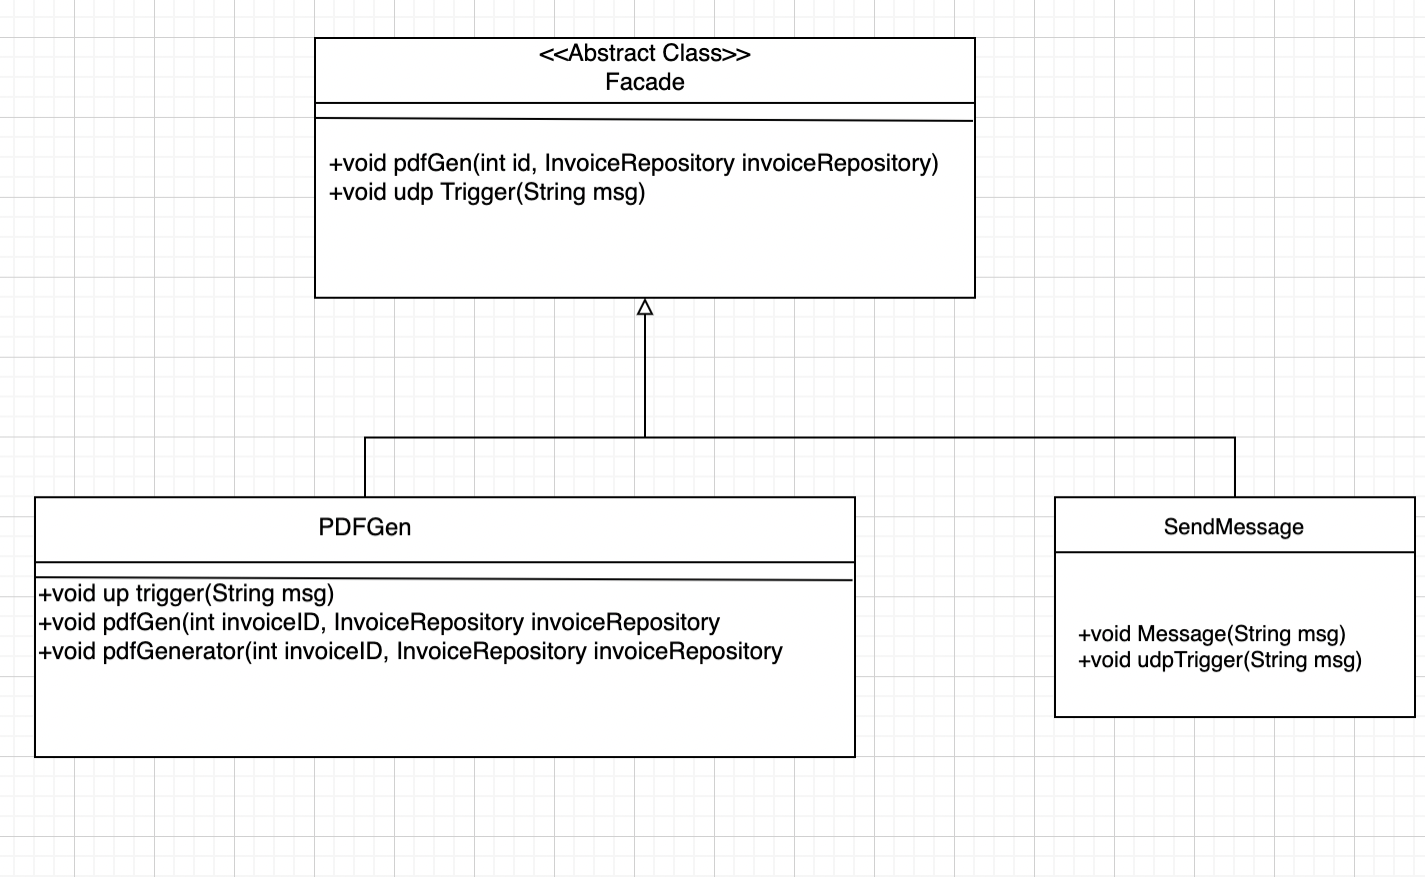 <<Abstract Class>>
Facade
+void pdfGen(int id, InvoiceRepository invoiceRepository)
+void udp Trigger(String msg)
PDFGen
+void up trigger(String msg)
+void pdfGen(int invoiceID, InvoiceRepository invoiceRepository
+void pdfGenerator(int invoiceID, InvoiceRepository invoiceRepository
SendMessage
+void Message(String msg)
+void udpTrigger(String msg)